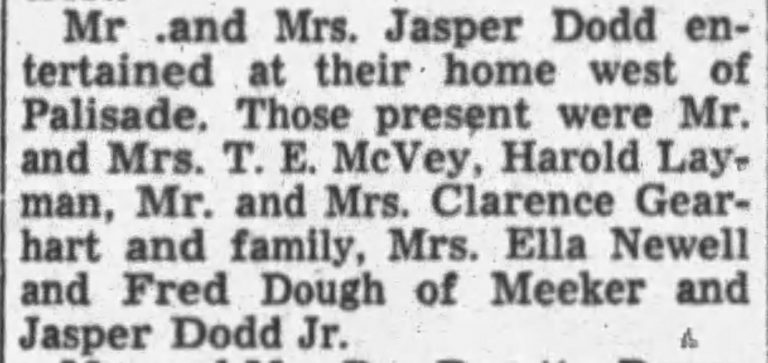 Mr .and Mrs. Jasper Dodd en-
tertained at their home west of
Palisade. Those present were Mr.
and Mrs. T. E. McVey, Harold Lay-
man, Mr. and Mrs. Clarence Gear-
hart and family, Mrs. Ella Newell
and Fred Dough of Meeker and
Jasper Dodd Jr.